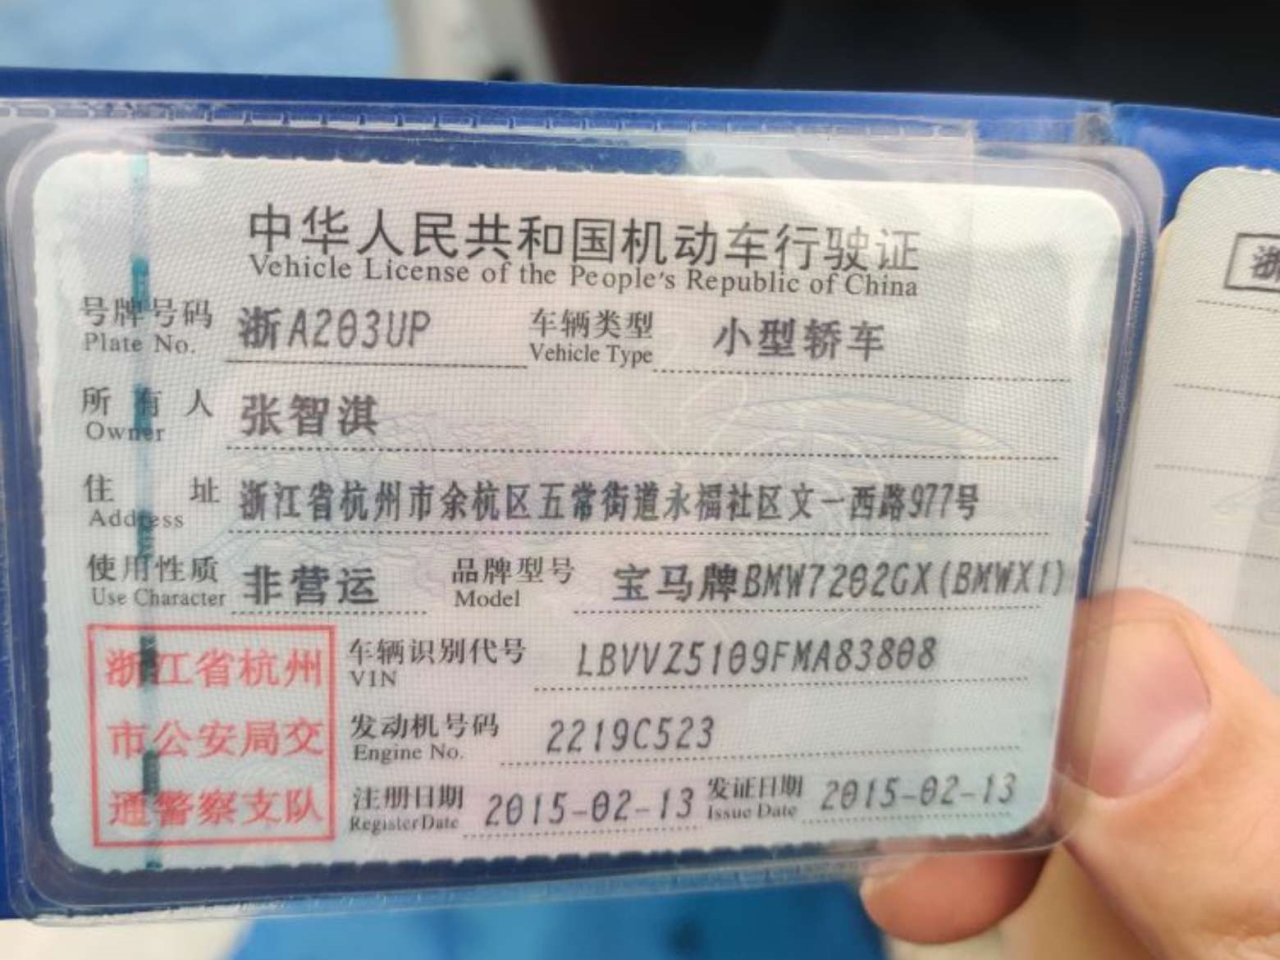 中华人民共和国机动车行驶证
Vehicle License of the People's Republic of China
号牌号码 浙A203UP 车辆类型 小型轿车
Plate No. Vehicle Type
所有人 张智淇
Owner
住址 浙江省杭州市余杭区五常街道永福社区文一西路977号
Address
使用性质 非营运 品牌型号 宝马牌BMW7202GX(BMWX1)
Use Character Model
浙江省杭州
市公安局交
通警察支队
车辆识别代号 LBVVZ5109FMA83808
VIN
发动机号码 2219C523
Engine No.
注册日期 2015-02-13 发证日期 2015-02-13
Register Date Issue Date
浙